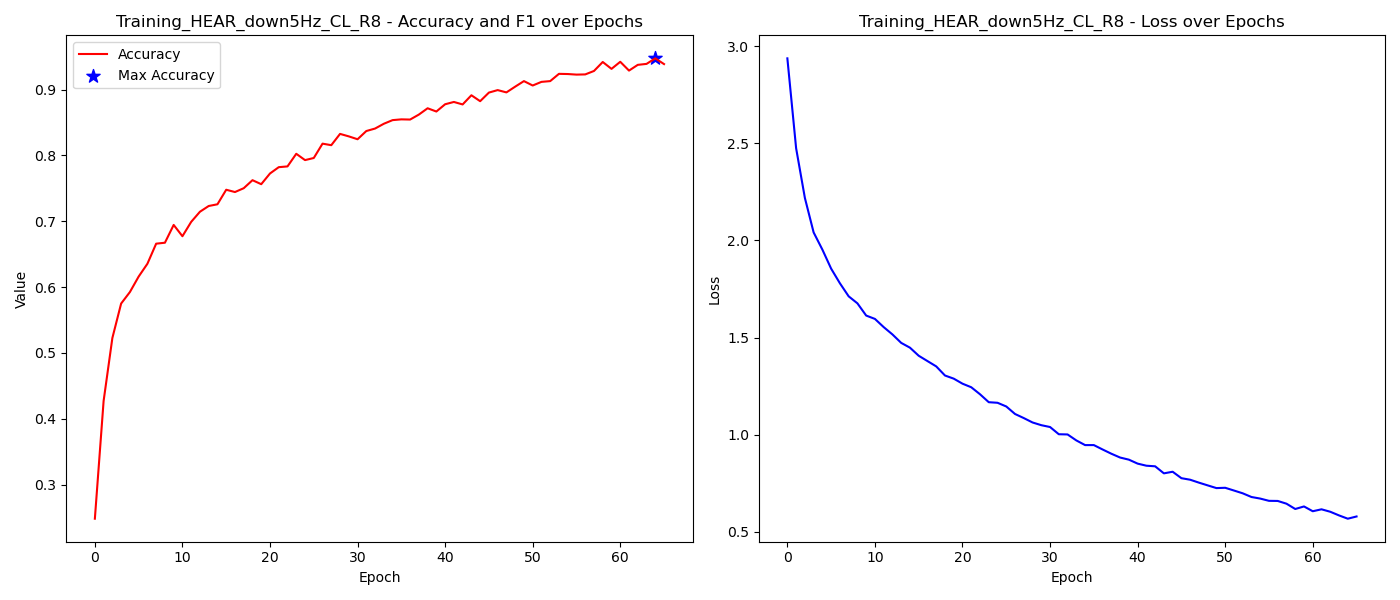 Training_HEAR_down5Hz_CL_R8 - Accuracy and F1 over Epochs
Accuracy
Max Accuracy
Value
0.9
0.8
0.7
0.6
0.5
0.4
0.3
0 10 20 30 40 50 60
Epoch
Training_HEAR_down5Hz_CL_R8 - Loss over Epochs
Loss
3.0
2.5
2.0
1.5
1.0
0.5
0 10 20 30 40 50 60
Epoch